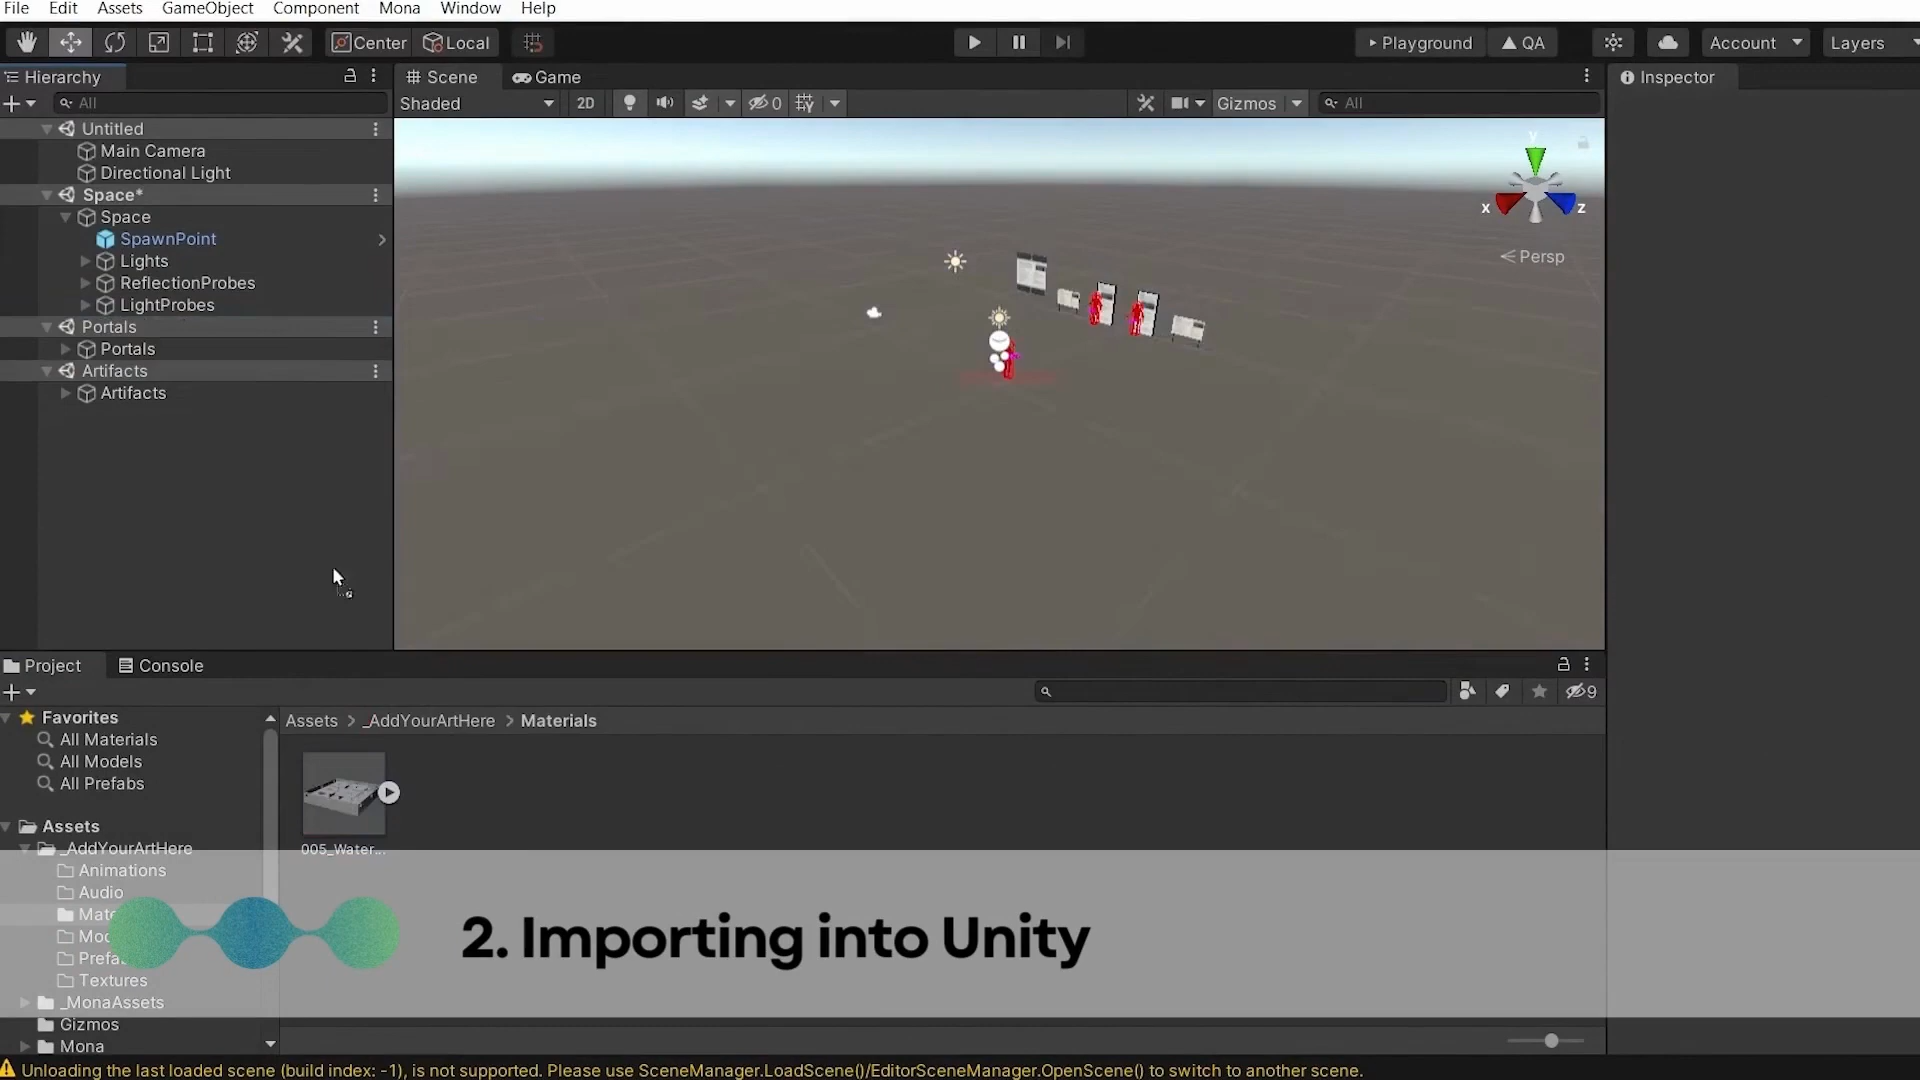 File Edit Assets GameObject Component Mona Window Help
Center Local Playground QA Account Layers
Hierarchy Scene Game Inspector
All Shaded 2D 0 Gizmos All
Untitled
Main Camera
Directional Light
Space*
Space
SpawnPoint
Lights
ReflectionProbes
LightProbes
Portals
Portals
Artifacts
Artifacts
y
x z
Persp
Project Console
9
Favorites
Assets > _AddYourArtHere > Materials
All Materials
All Models
All Prefabs
Assets
_AddYourArtHere
005_Water...
Animations
Audio
Textures
_MonaAssets
Gizmos
Mona
2. Importing into Unity
Unloading the last loaded scene (build index: -1), is not supported. Please use SceneManager.LoadScene()/EditorSceneManager.OpenScene() to switch to another scene.